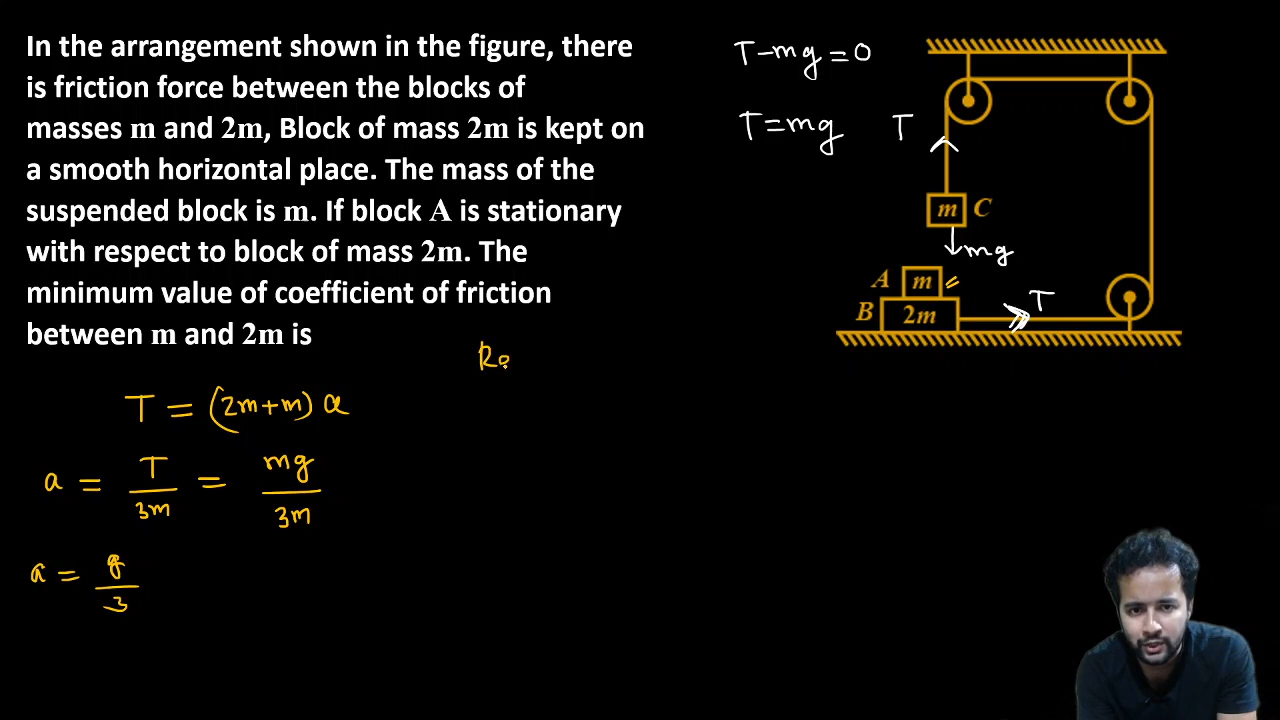 In the arrangement shown in the figure, there
is friction force between the blocks of
masses m and 2m, Block of mass 2m is kept on
a smooth horizontal place. The mass of the
suspended block is m. If block A is stationary
with respect to block of mass 2m. The
minimum value of coefficient of friction
between m and 2m is
T = (2m+m) a
a = T/3m = mg/3m
a = g/3
T-mg=0
T=mg
T
m C
mg
A m
B 2m
T